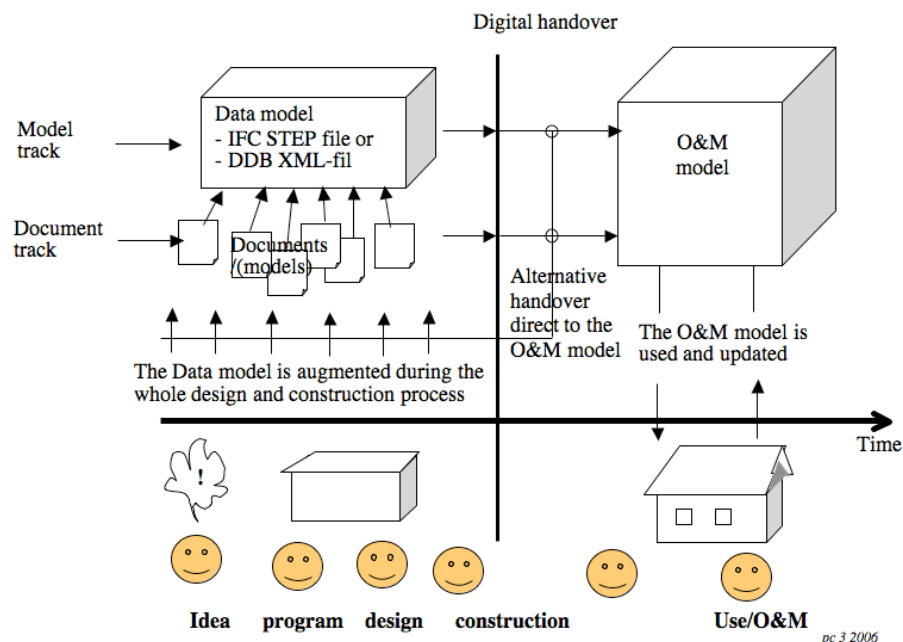 Digital handover
Data model
- IFC STEP file or
- DDB XML-fil
Model
track
O&M
model
Document
track
Documents
/(models)
Alternative
handover
direct to the
O&M model
The O&M model is
used and updated
The Data model is augmented during the
whole design and construction process
Time
!
Idea program design construction Use/O&M
pc 3 2006